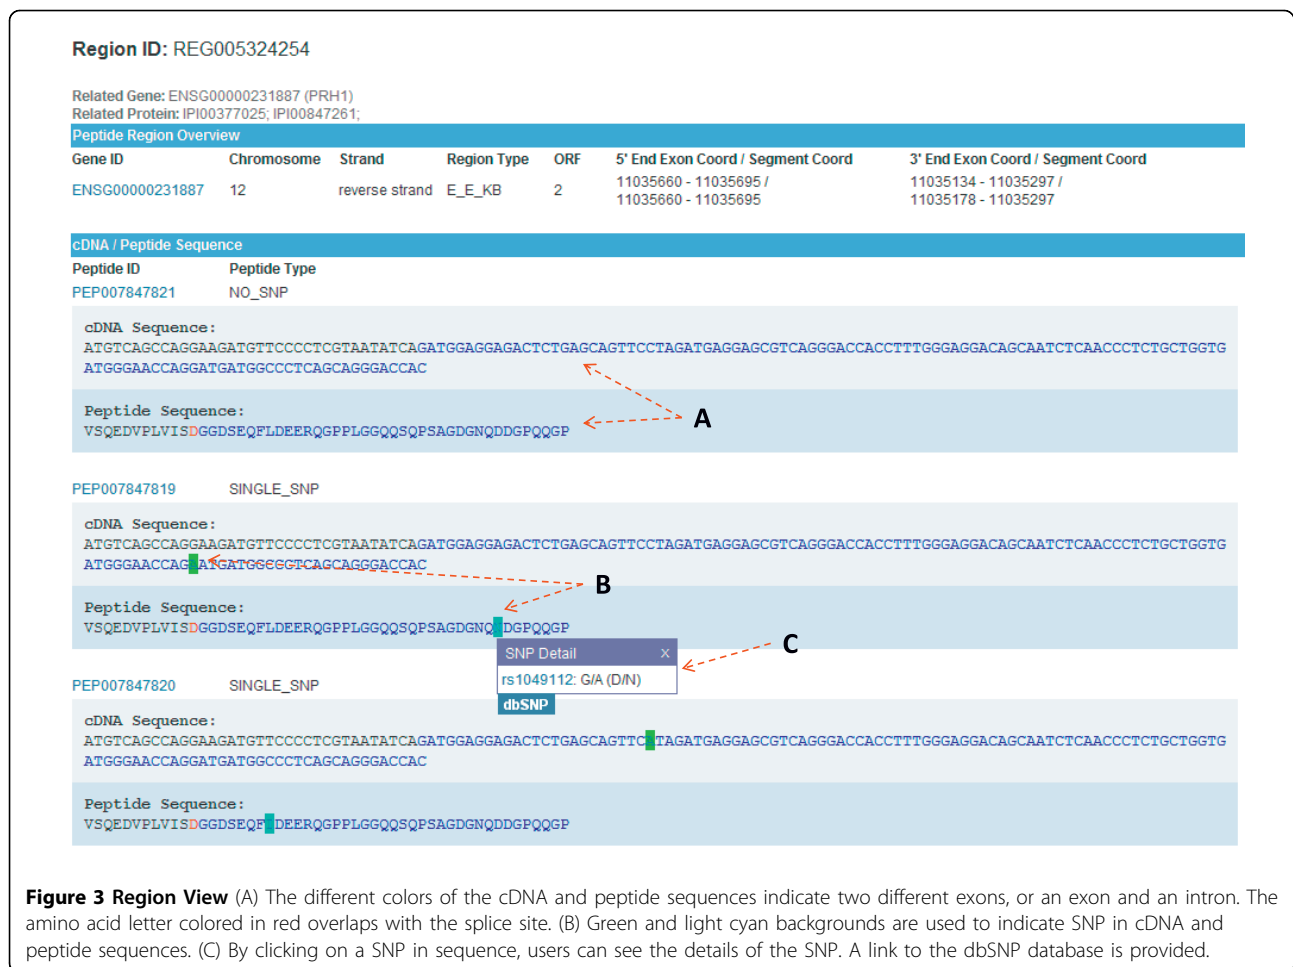 Region ID: REG005324254
Related Gene: ENSG00000231887 (PRH1)
Related Protein: IPI00377025; IPI00847261;
Peptide Region Overview
Gene ID Chromosome Strand Region Type ORF 5' End Exon Coord / Segment Coord 3' End Exon Coord / Segment Coord
ENSG00000231887 12 reverse strand E_E_KB 2 11035660 - 11035695 / 11035134 - 11035297 /
11035660 - 11035695 11035178 - 11035297
cDNA / Peptide Sequence
Peptide ID Peptide Type
PEP007847821 NO_SNP
cDNA Sequence:
ATGTCAGCCAGGAAGATGTTCCCCTCGTAATATCAGATGGAGGAGACTCTGAGCAGTTCCTAGATGAGGAGCGTCAGGGACCACCTTTGGGAGGACAGCAATCTCAACCCTCTGCTGGTG
ATGGGAACCAGGATGATGGCCCTCAGCAGGGACCAC
Peptide Sequence:
VSQEDVPLVISDGGDSEQFLDEERQGPPLGGQQSQPSAGDGNQDDGPQQGP
A
PEP007847819 SINGLE_SNP
cDNA Sequence:
ATGTCAGCCAGGAAGATGTTCCCCTCGTAATATCAGATGGAGGAGACTCTGAGCAGTTCCTAGATGAGGAGCGTCAGGGACCACCTTTGGGAGGACAGCAATCTCAACCCTCTGCTGGTG
ATGGGAACCAGAATGATGGCCCTCAGCAGGGACCAC
B
Peptide Sequence:
VSQEDVPLVISDGGDSEQFLDEERQGPPLGGQQSQPSAGDGNQ DGPQQGP
SNP Detail X
C
rs1049112: G/A (D/N)
dbSNP
PEP007847820 SINGLE_SNP
cDNA Sequence:
ATGTCAGCCAGGAAGATGTTCCCCTCGTAATATCAGATGGAGGAGACTCTGAGCAGTTCATAGATGAGGAGCGTCAGGGACCACCTTTGGGAGGACAGCAATCTCAACCCTCTGCTGGTG
ATGGGAACCAGGATGATGGCCCTCAGCAGGGACCAC
Peptide Sequence:
VSQEDVPLVISDGGDSEQF DEERQGPPLGGQQSQPSAGDGNQDDGPQQGP
Figure 3 Region View (A) The different colors of the cDNA and peptide sequences indicate two different exons, or an exon and an intron. The
amino acid letter colored in red overlaps with the splice site. (B) Green and light cyan backgrounds are used to indicate SNP in cDNA and
peptide sequences. (C) By clicking on a SNP in sequence, users can see the details of the SNP. A link to the dbSNP database is provided.